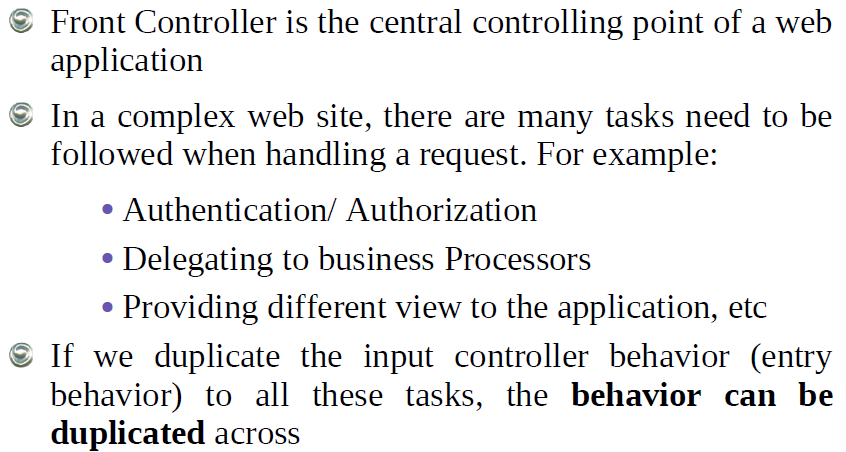 Front Controller is the central controlling point of a web
application
In a complex web site, there are many tasks need to be
followed when handling a request. For example:
• Authentication/ Authorization
• Delegating to business Processors
• Providing different view to the application, etc
If we duplicate the input controller behavior (entry
behavior) to all these tasks, the behavior can be
duplicated across